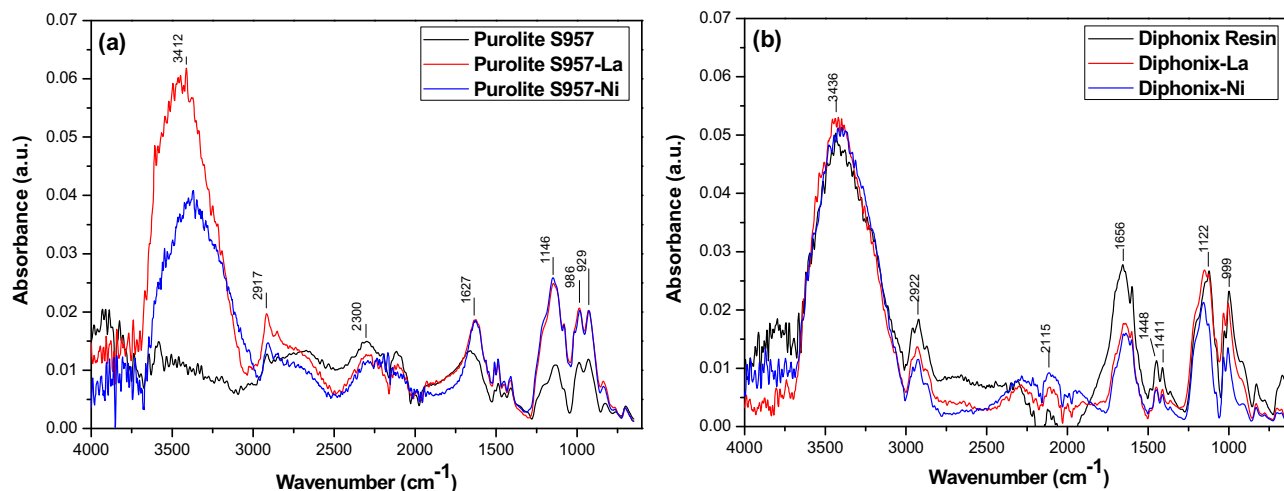 (a)
Purolite S957
Purolite S957-La
Purolite S957-Ni
3412
2917
2300
1627
1146
986
929
0.07
0.06
0.05
0.04
0.03
0.02
0.01
0.00
Absorbance (a.u.)
4000 3500 3000 2500 2000 1500 1000
Wavenumber (cm-1)
(b)
Diphonix Resin
Diphonix-La
Diphonix-Ni
3436
2922
2115
1656
1448
1411
1122
999
0.07
0.06
0.05
0.04
0.03
0.02
0.01
0.00
Absorbance (a.u.)
4000 3500 3000 2500 2000 1500 1000
Wavenumber (cm-1)